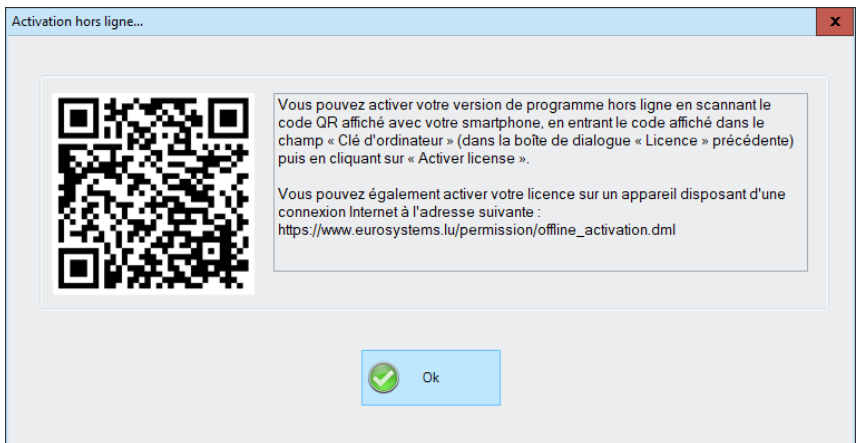 Activation hors ligne...
x
Vous pouvez activer votre version de programme hors ligne en scannant le
code QR affiché avec votre smartphone, en entrant le code affiché dans le
champ « Clé d'ordinateur » (dans la boîte de dialogue « Licence » précédente)
puis en cliquant sur « Activer license ».
Vous pouvez également activer votre licence sur un appareil disposant d'une
connexion Internet à l'adresse suivante :
https://www.eurosystems.lu/permission/offline_activation.dml
Ok